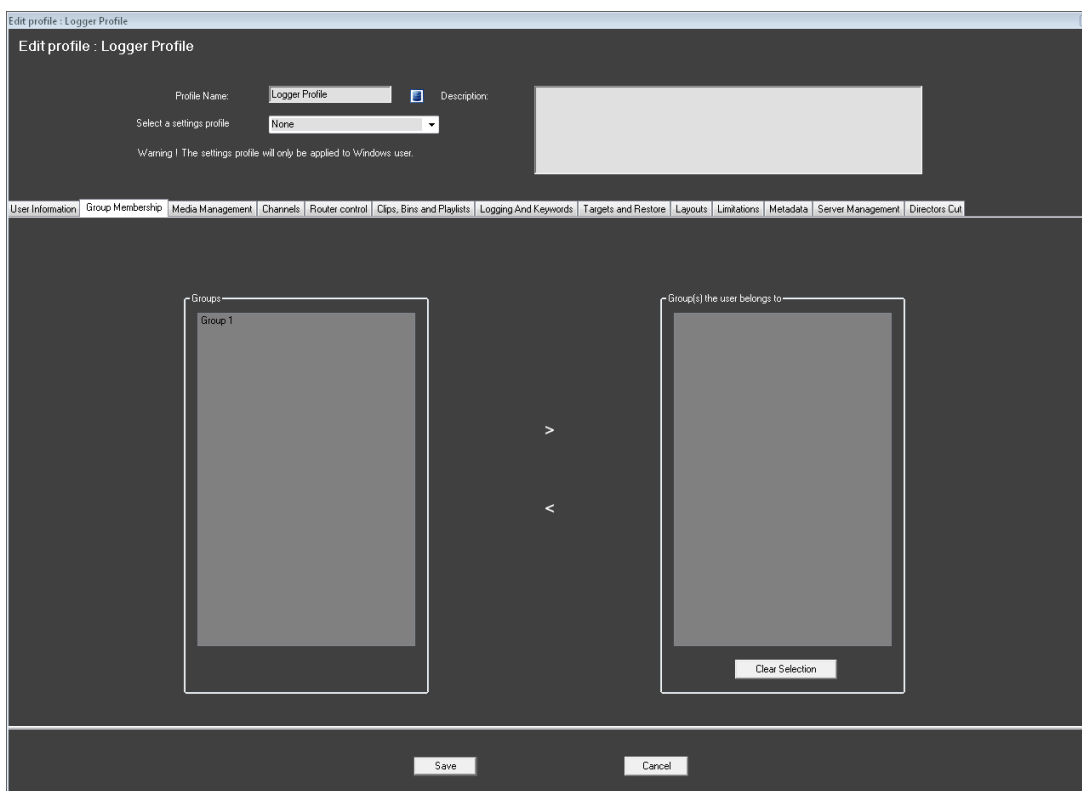 Edit profile : Logger Profile
Edit profile : Logger Profile
Profile Name: Logger Profile Description:
Select a settings profile None
Warning ! The settings profile will only be applied to Windows user.
User Information Group Membership Media Management Channels Router control Clips, Bins and Playlists Logging And Keywords Targets and Restore Layouts Limitations Metadata Server Management Directors Cut
Groups Group(s) the user belongs to
Group 1
>
<
Clear Selection
Save Cancel